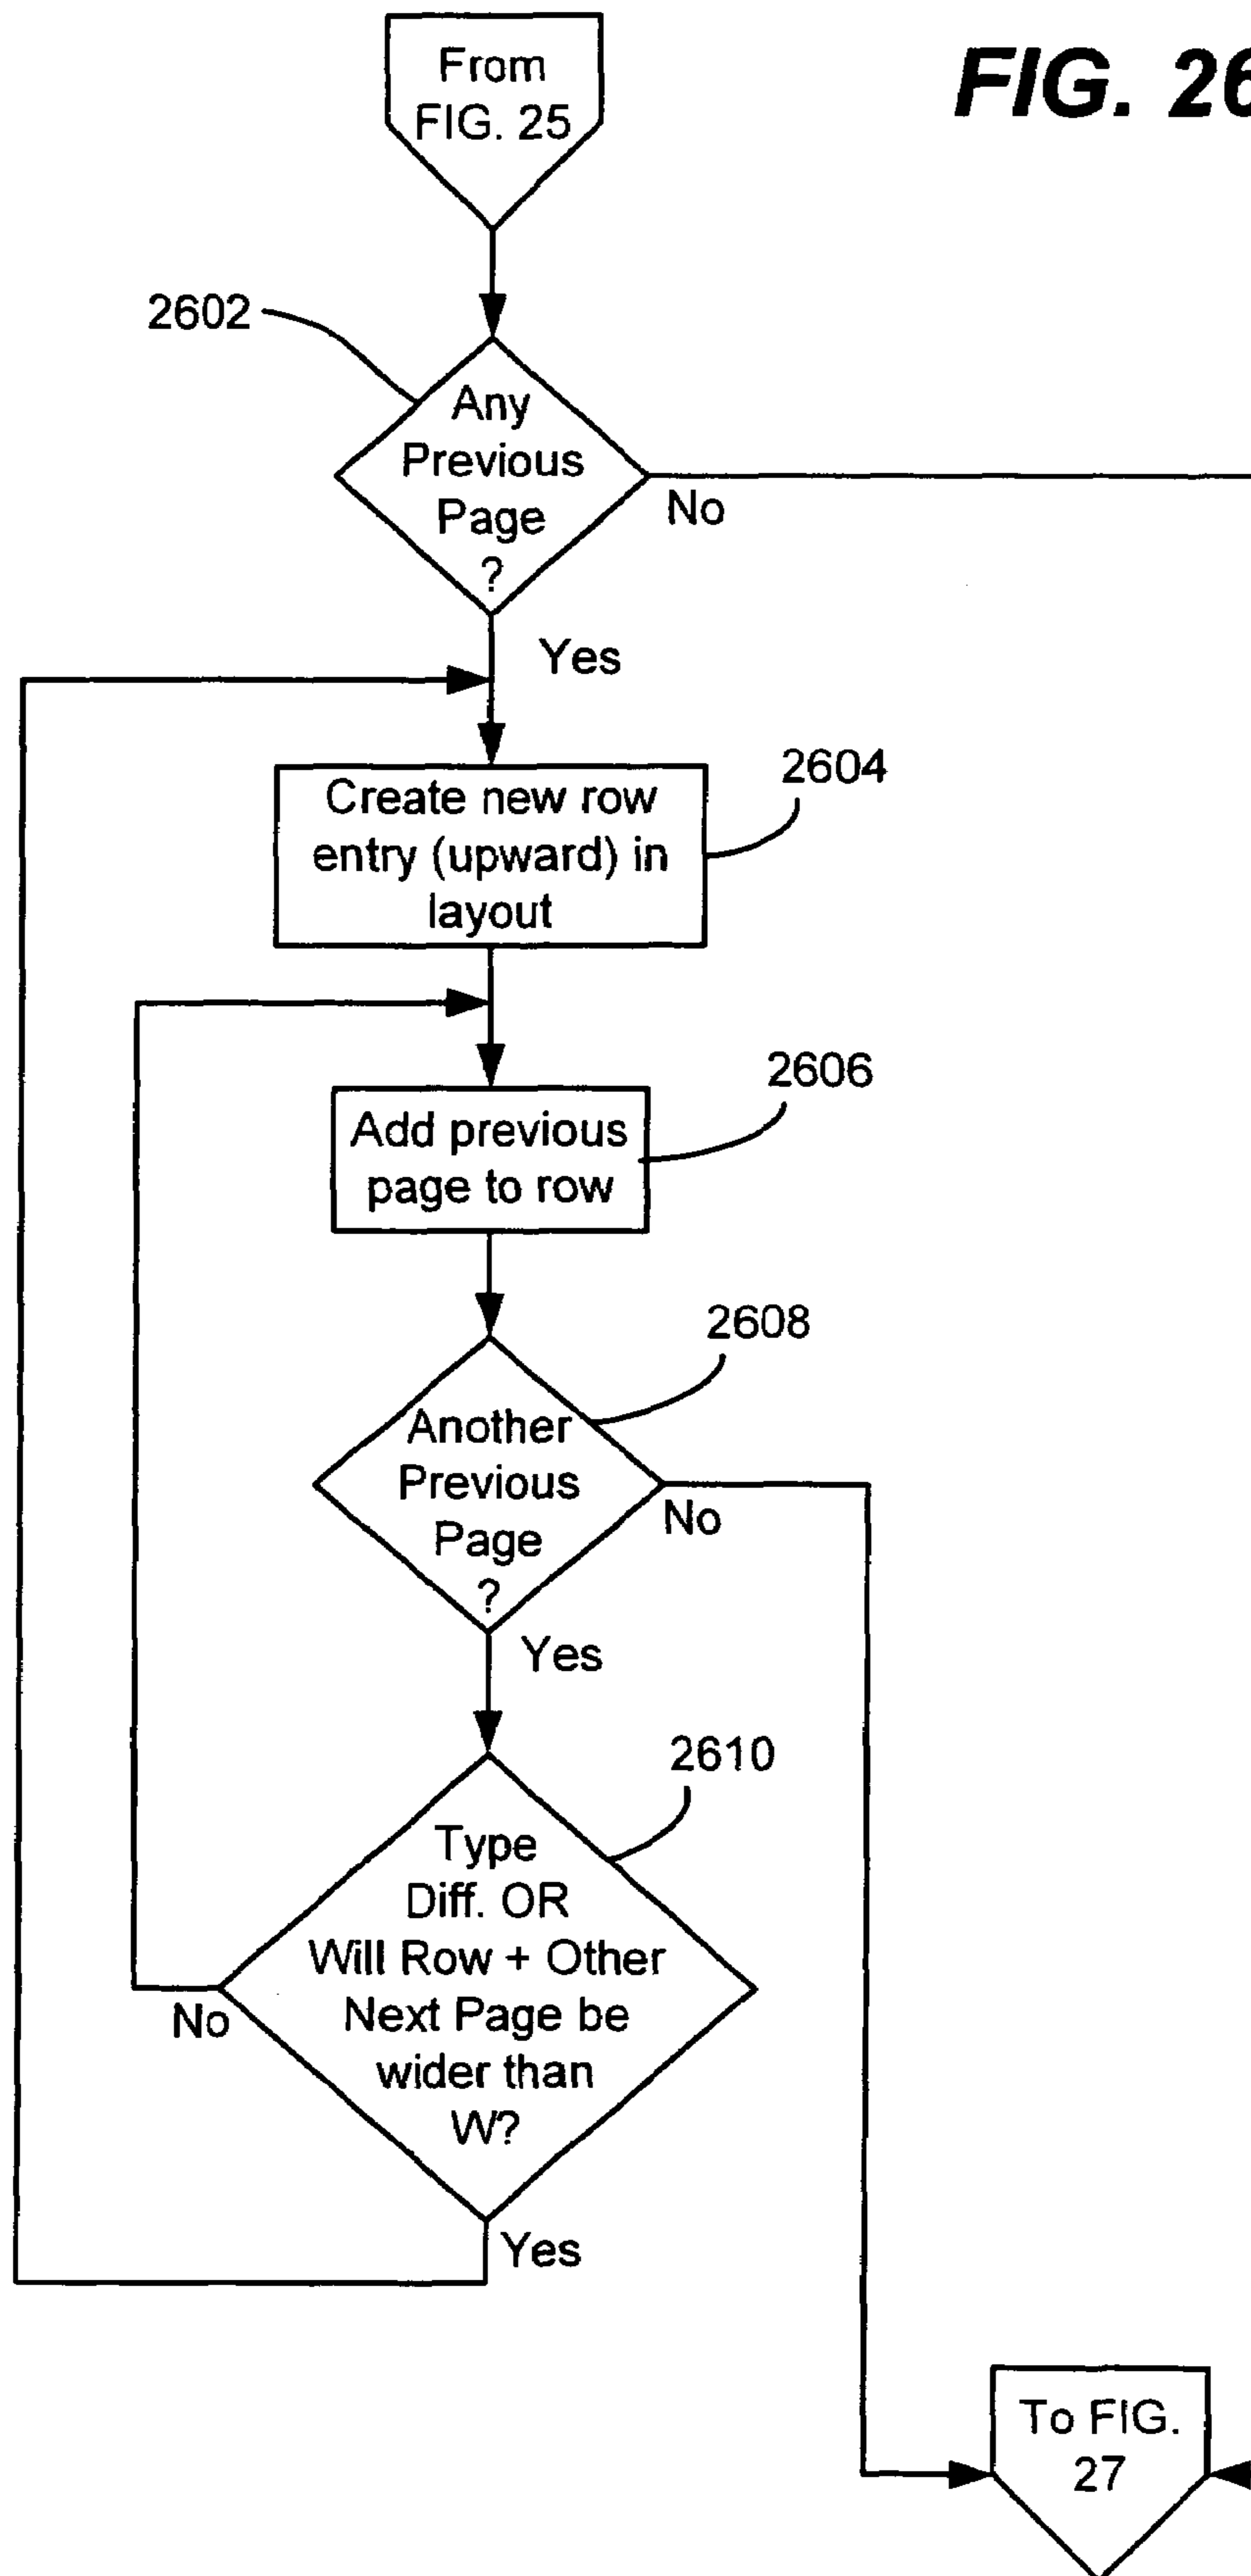 From
FIG. 25
FIG. 26
2602
Any
Previous
Page
?
No
Yes
2604
Create new row
entry (upward) in
layout
2606
Add previous
page to row
2608
Another
Previous
Page
?
No
Yes
2610
Type
Diff. OR
Will Row + Other
Next Page be
wider than
W?
No
Yes
To FIG.
27